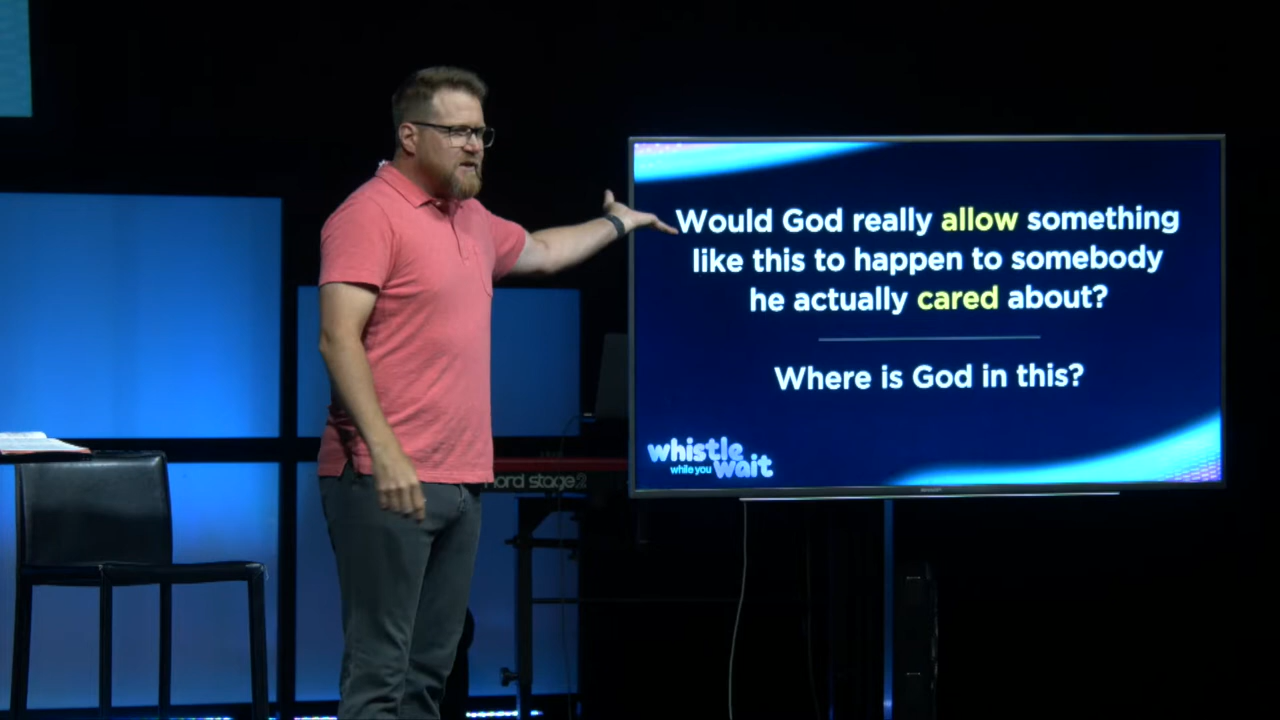 Would God really allow something
like this to happen to somebody
he actually cared about?
Where is God in this?
whistle
while you wait
nord stage 2